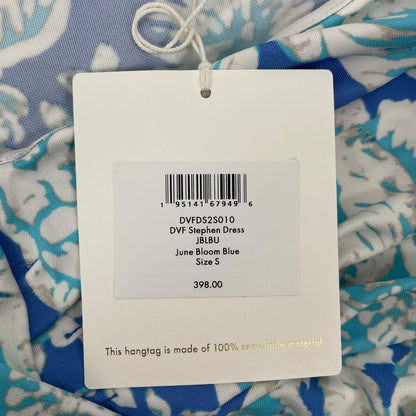 1 95141 67949 6
DVFDS2S010
DVF Stephen Dress
JBLBU
June Bloom Blue
Size S
398.00
This hangtag is made of 100% recyclable material